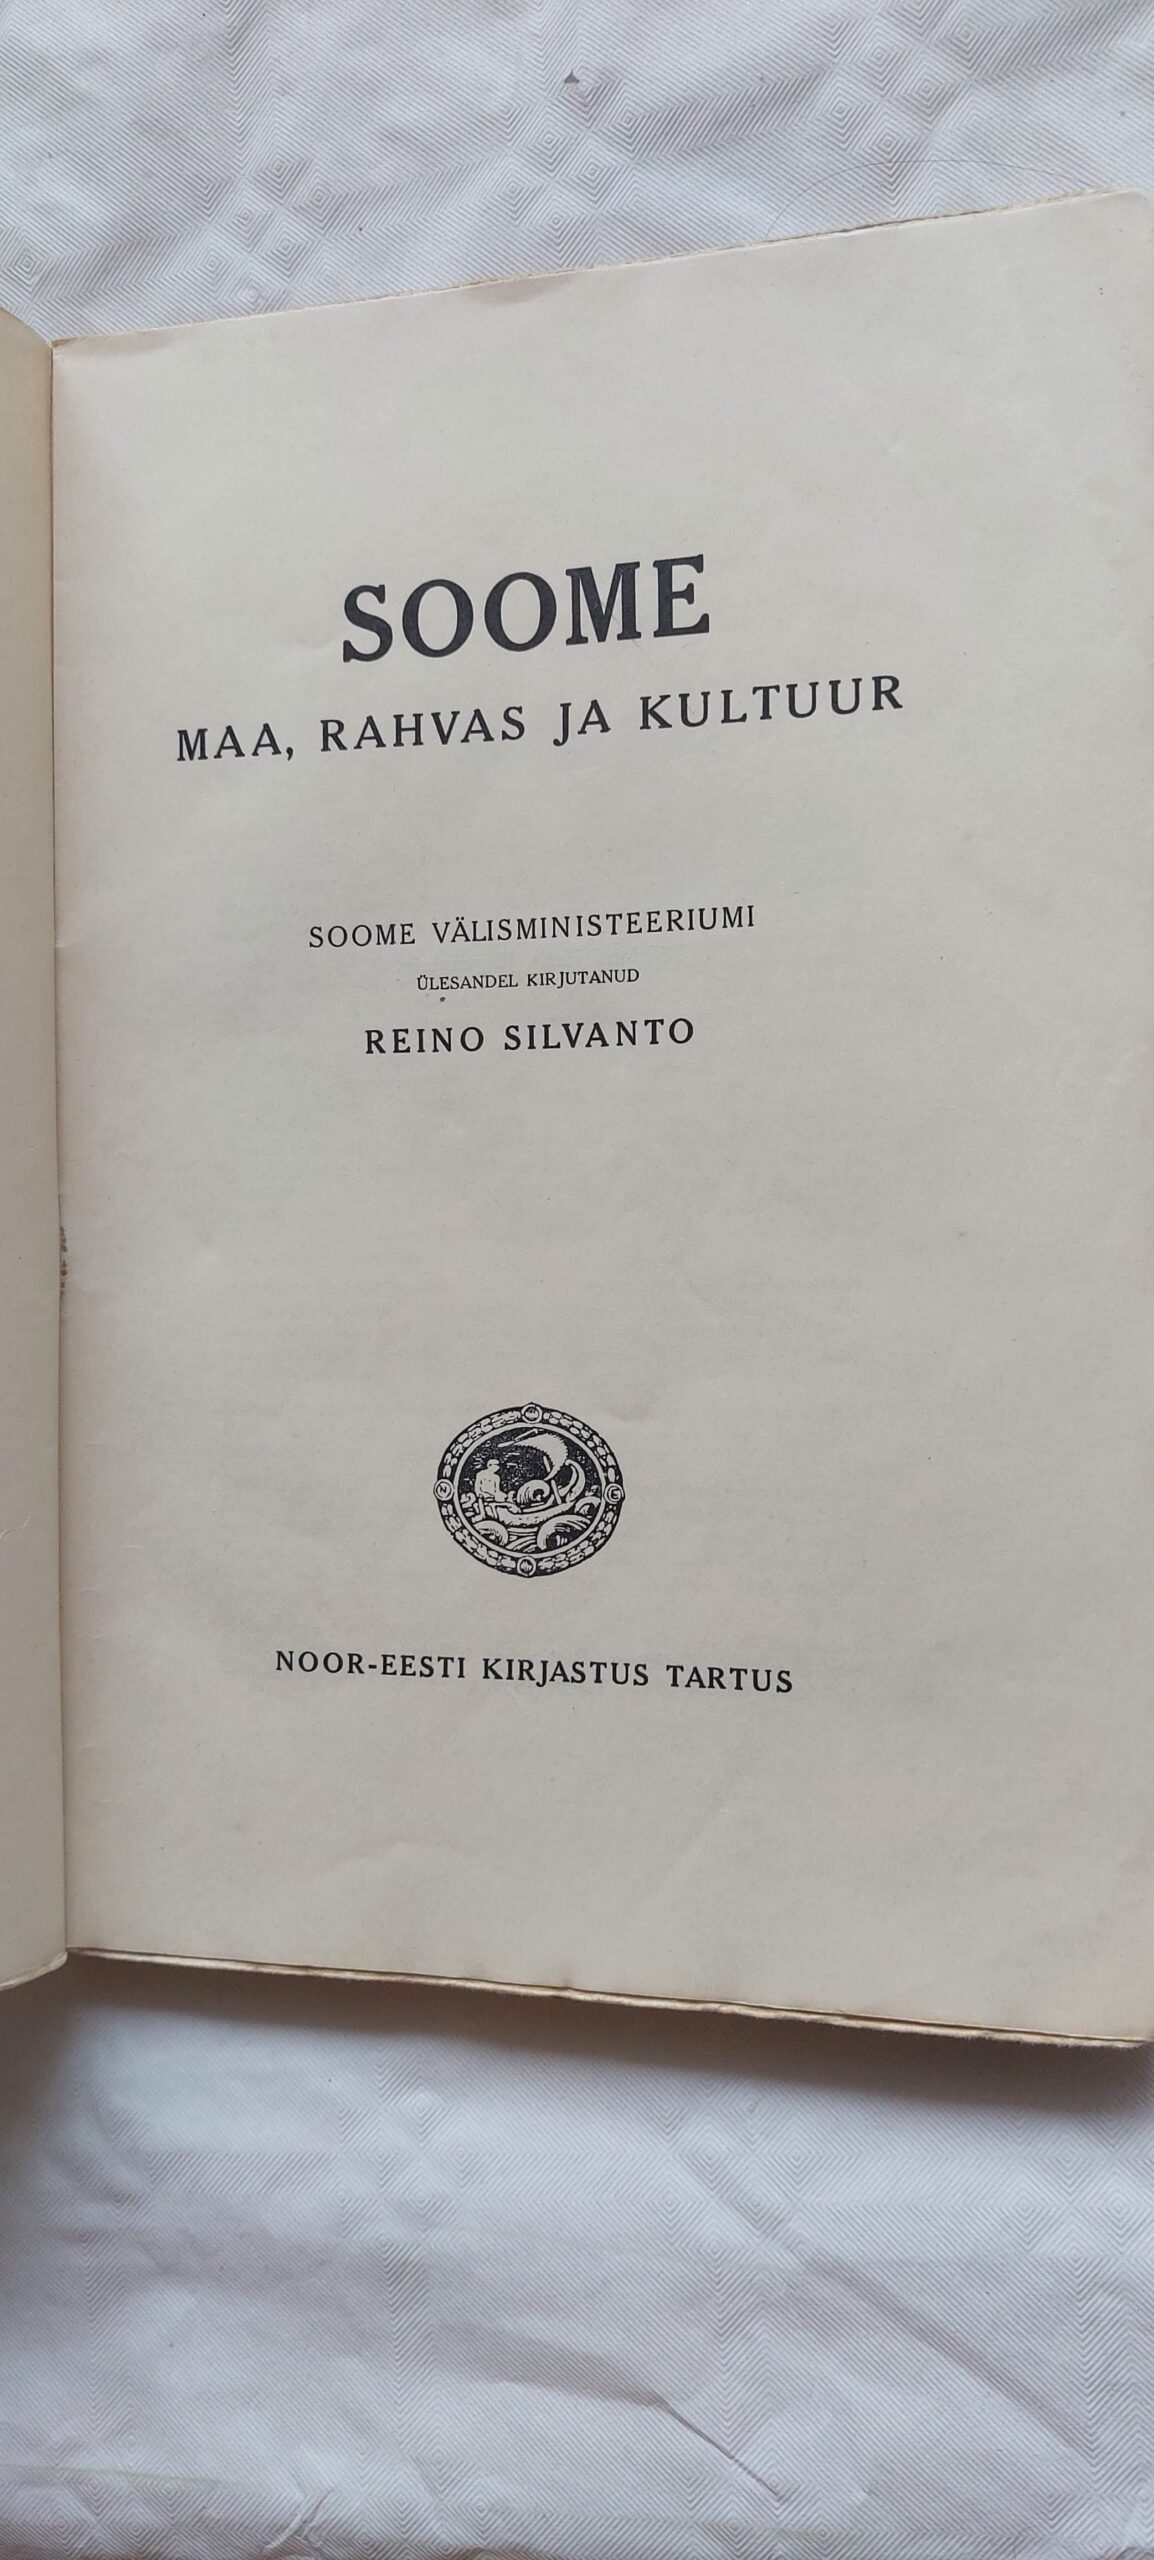 SOOME
MAA, RAHVAS JA KULTUUR
SOOME VÄLISMINISTEERIUMI
ÜLESANDEL KIRJUTANUD
REINO SILVANTO
NOOR-EESTI KIRJASTUS TARTUS